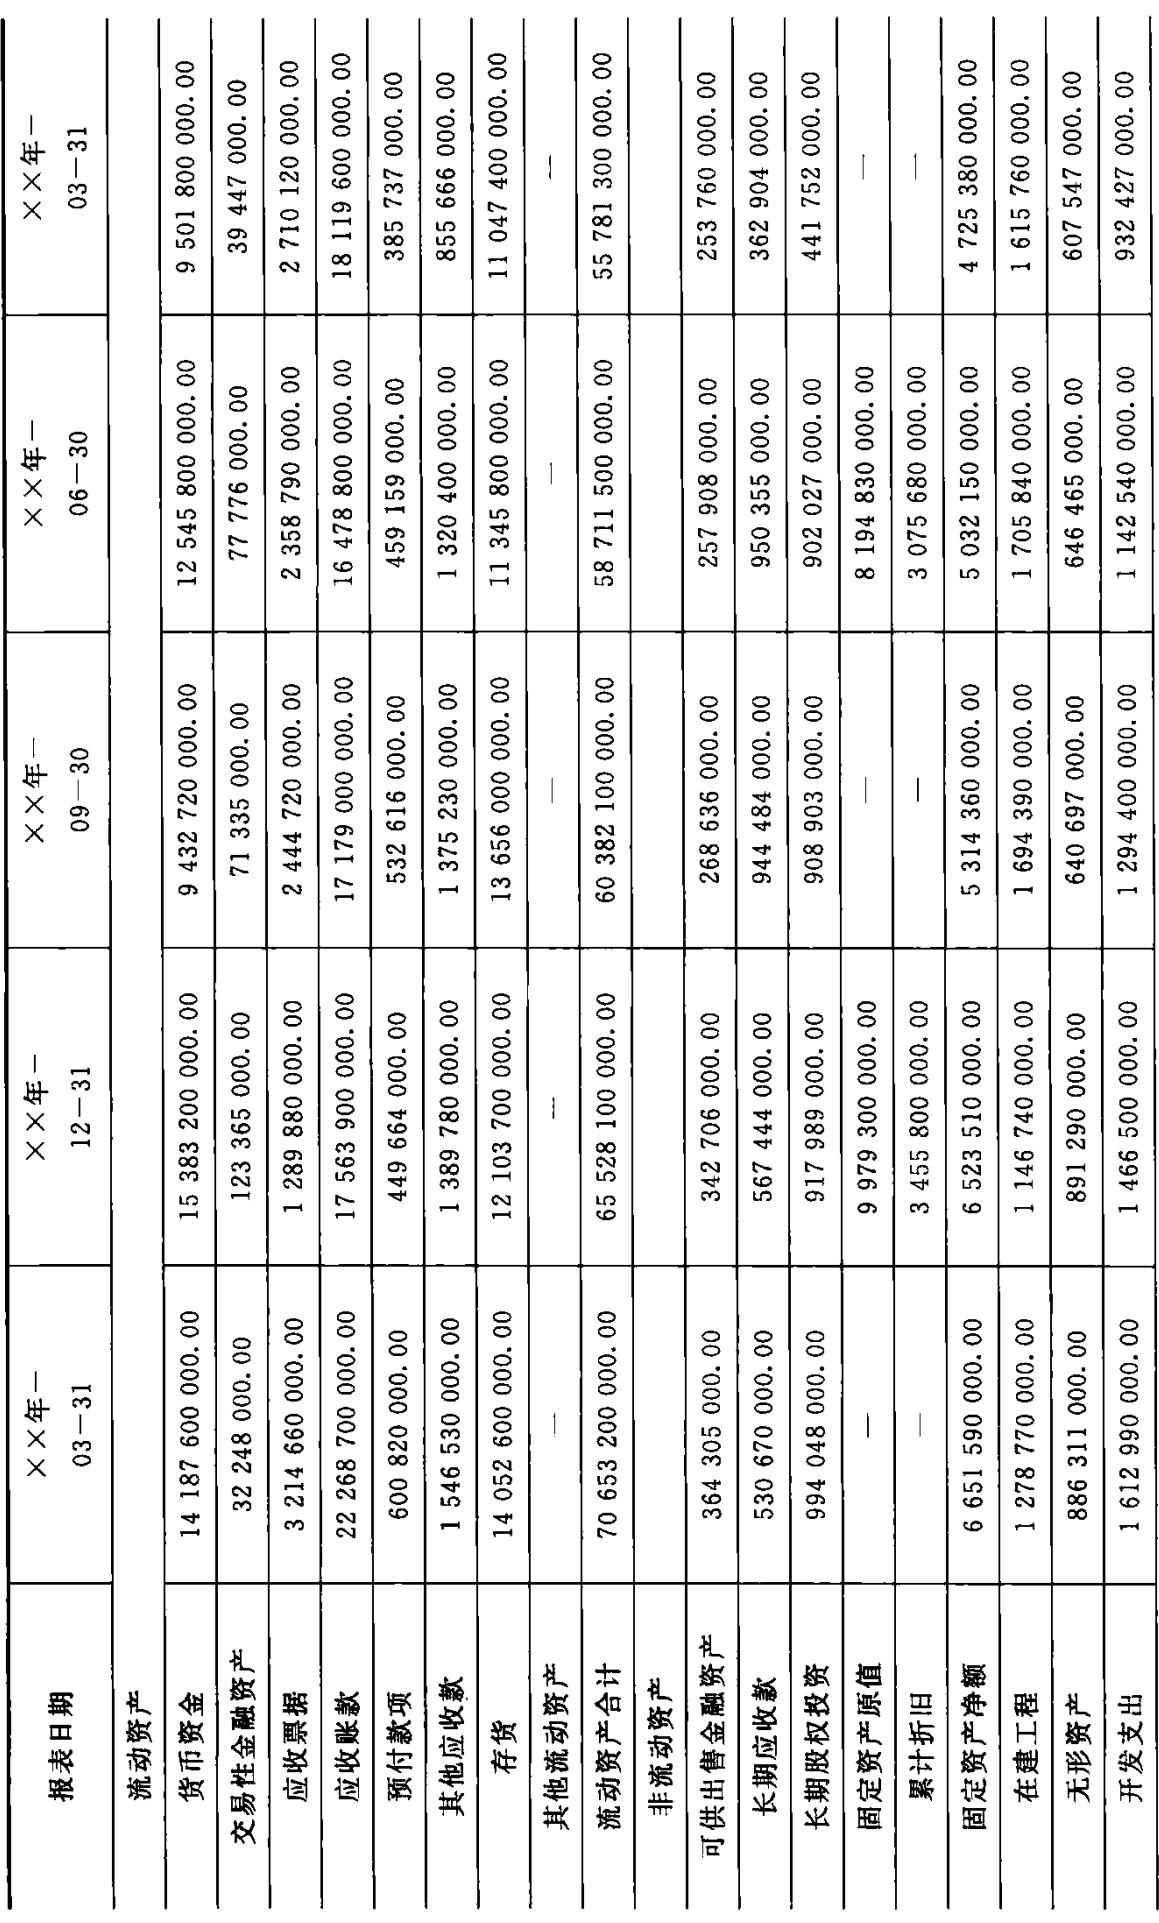 报表日期 ××年—03—31 ××年—12—31 ××年—09—30 ××年—06—30 ××年—03—31
流动资产
货币资金 14 187 600 000.00 15 383 200 000.00 9 432 720 000.00 12 545 800 000.00 9 501 800 000.00
交易性金融资产 32 248 000.00 123 365 000.00 71 335 000.00 77 776 000.00 39 447 000.00
应收票据 3 214 660 000.00 1 289 880 000.00 2 444 720 000.00 2 358 790 000.00 2 710 120 000.00
应收账款 22 268 700 000.00 17 563 900 000.00 17 179 000 000.00 16 478 800 000.00 18 119 600 000.00
预付款项 600 820 000.00 449 664 000.00 532 616 000.00 459 159 000.00 385 737 000.00
其他应收款 1 546 530 000.00 1 389 780 000.00 1 375 230 000.00 1 320 400 000.00 855 666 000.00
存货 14 052 600 000.00 12 103 700 000.00 13 656 000 000.00 11 345 800 000.00 11 047 400 000.00
其他流动资产 — — — — —
流动资产合计 70 653 200 000.00 65 528 100 000.00 60 382 100 000.00 58 711 500 000.00 55 781 300 000.00
非流动资产
可供出售金融资产 364 305 000.00 342 706 000.00 268 636 000.00 257 908 000.00 253 760 000.00
长期应收款 530 670 000.00 567 444 000.00 944 484 000.00 950 355 000.00 362 904 000.00
长期股权投资 994 048 000.00 917 989 000.00 908 903 000.00 902 027 000.00 441 752 000.00
固定资产原值 — 9 979 300 000.00 — 8 194 830 000.00 —
累计折旧 — 3 455 800 000.00 — 3 075 680 000.00 —
固定资产净额 6 651 590 000.00 6 523 510 000.00 5 314 360 000.00 5 032 150 000.00 4 725 380 000.00
在建工程 1 278 770 000.00 1 146 740 000.00 1 694 390 000.00 1 705 840 000.00 1 615 760 000.00
无形资产 886 311 000.00 891 290 000.00 640 697 000.00 646 465 000.00 607 547 000.00
开发支出 1 612 990 000.00 1 466 500 000.00 1 294 400 000.00 1 142 540 000.00 932 427 000.00